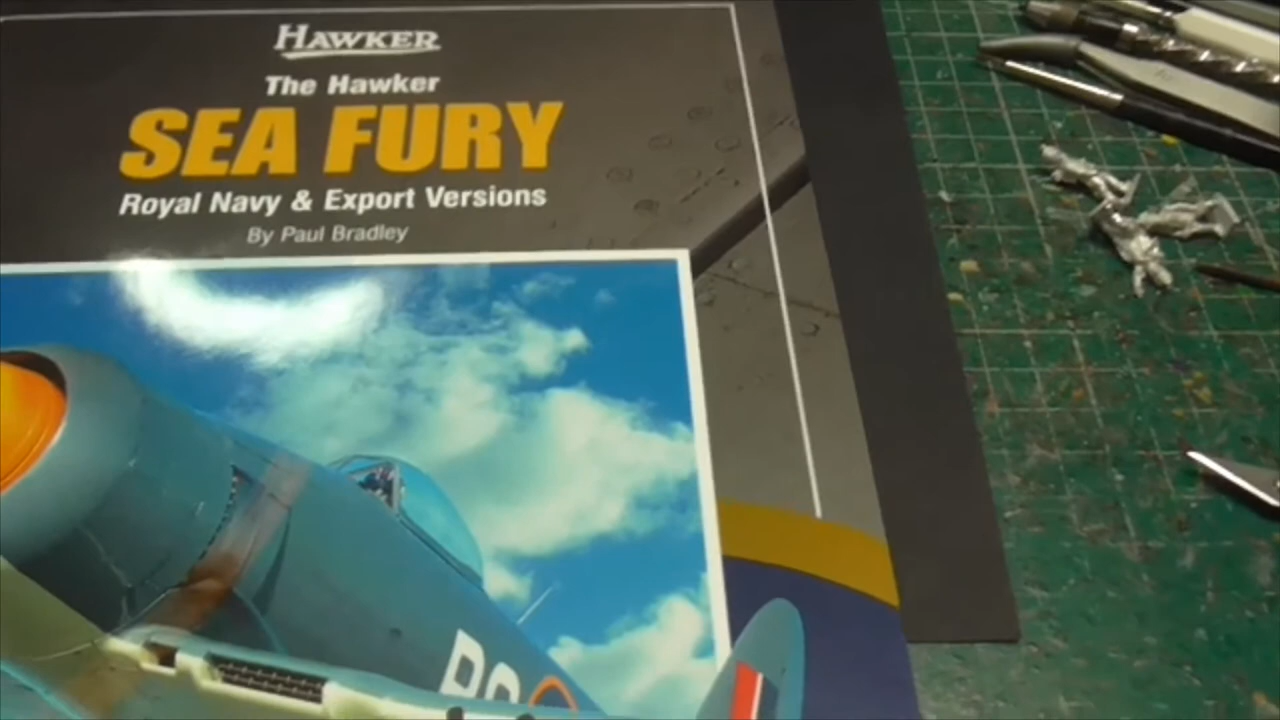 HAWKER
The Hawker
SEA FURY
Royal Navy & Export Versions
By Paul Bradley